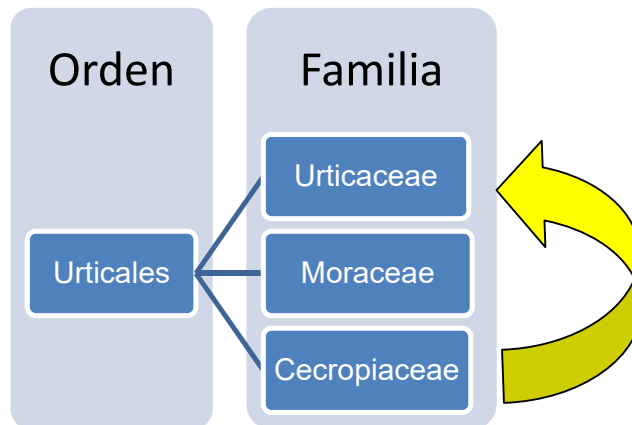 Orden
Familia
Urticales
Urticaceae
Moraceae
Cecropiaceae